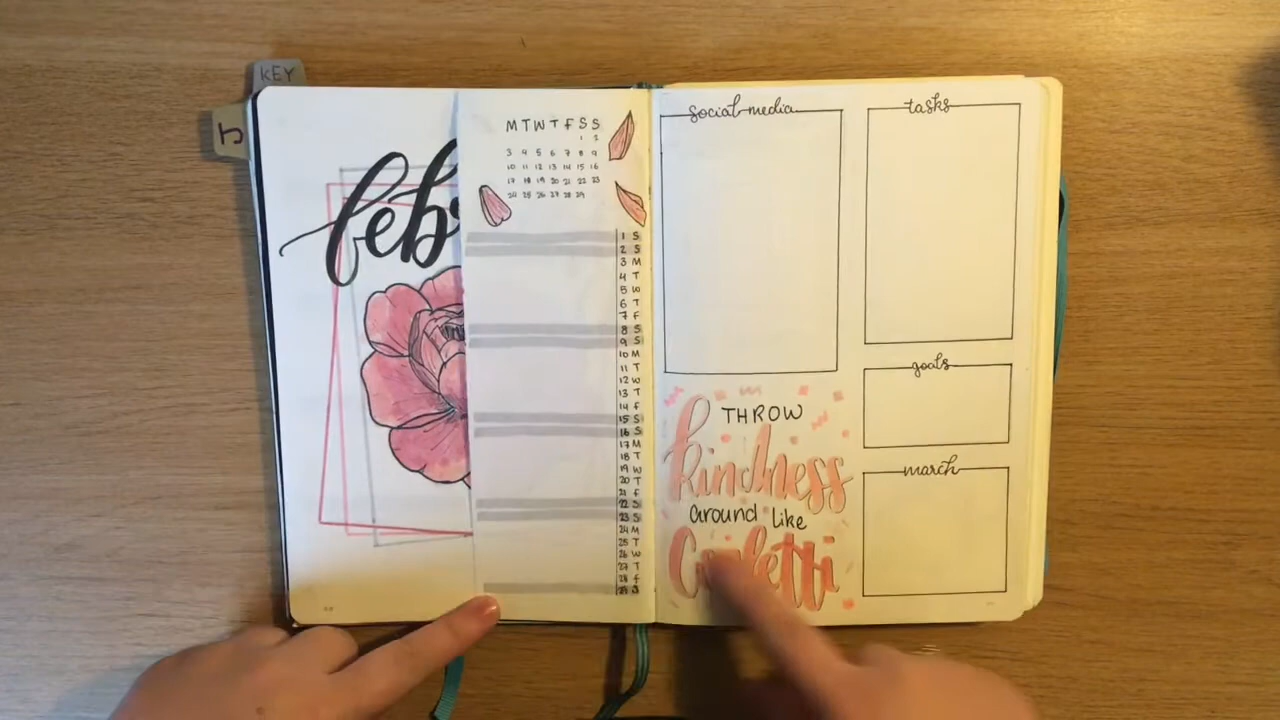 KEY
J
feb
M T W T F S S
1 2
3 4 5 6 7 8 9
10 11 12 13 14 15 16
17 18 19 20 21 22 23
24 25 26 27 28 29
1 S
2 S
3 M
4 T
5 W
6 T
7 F
8 S
9 S
10 M
11 T
12 W
13 T
14 F
15 S
16 S
17 M
18 T
19 W
20 T
21 F
22 S
23 S
24 M
25 T
26 W
27 T
28 F
29 S
social media
THROW
kindness
around like
Confetti
tasks
goals
march